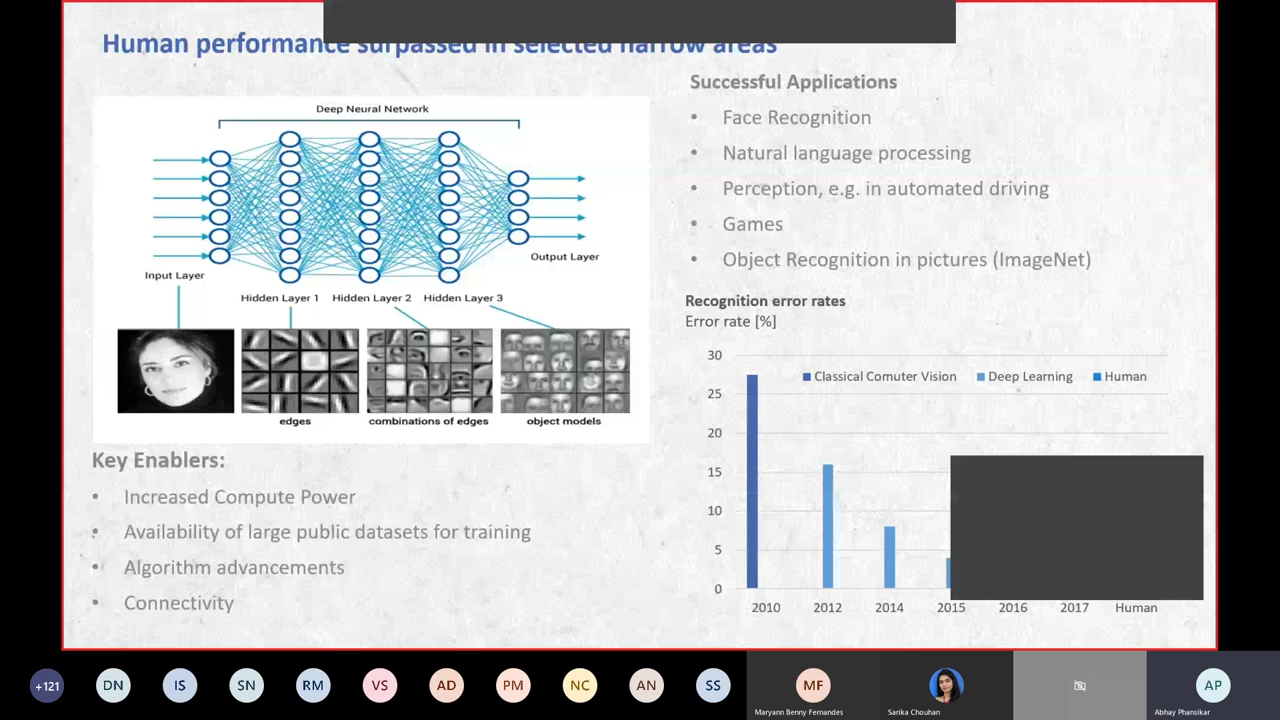 Human performance surpassed in selected narrow areas
Deep Neural Network
Input Layer
Hidden Layer 1
Hidden Layer 2
Hidden Layer 3
Output Layer
edges
combinations of edges
object models
Key Enablers:
• Increased Compute Power
• Availability of large public datasets for training
• Algorithm advancements
• Connectivity
Successful Applications
• Face Recognition
• Natural language processing
• Perception, e.g. in automated driving
• Games
• Object Recognition in pictures (ImageNet)
Recognition error rates
Error rate [%]
30
25
20
15
10
5
0
Classical Comuter Vision
Deep Learning
Human
2010
2012
2014
2015
2016
2017
Human
+121
DN
IS
SN
RM
VS
AD
PM
NC
AN
SS
MF
Maryann Benny Fernandes
Sarika Chouhan
AP
Abhay Phansikar